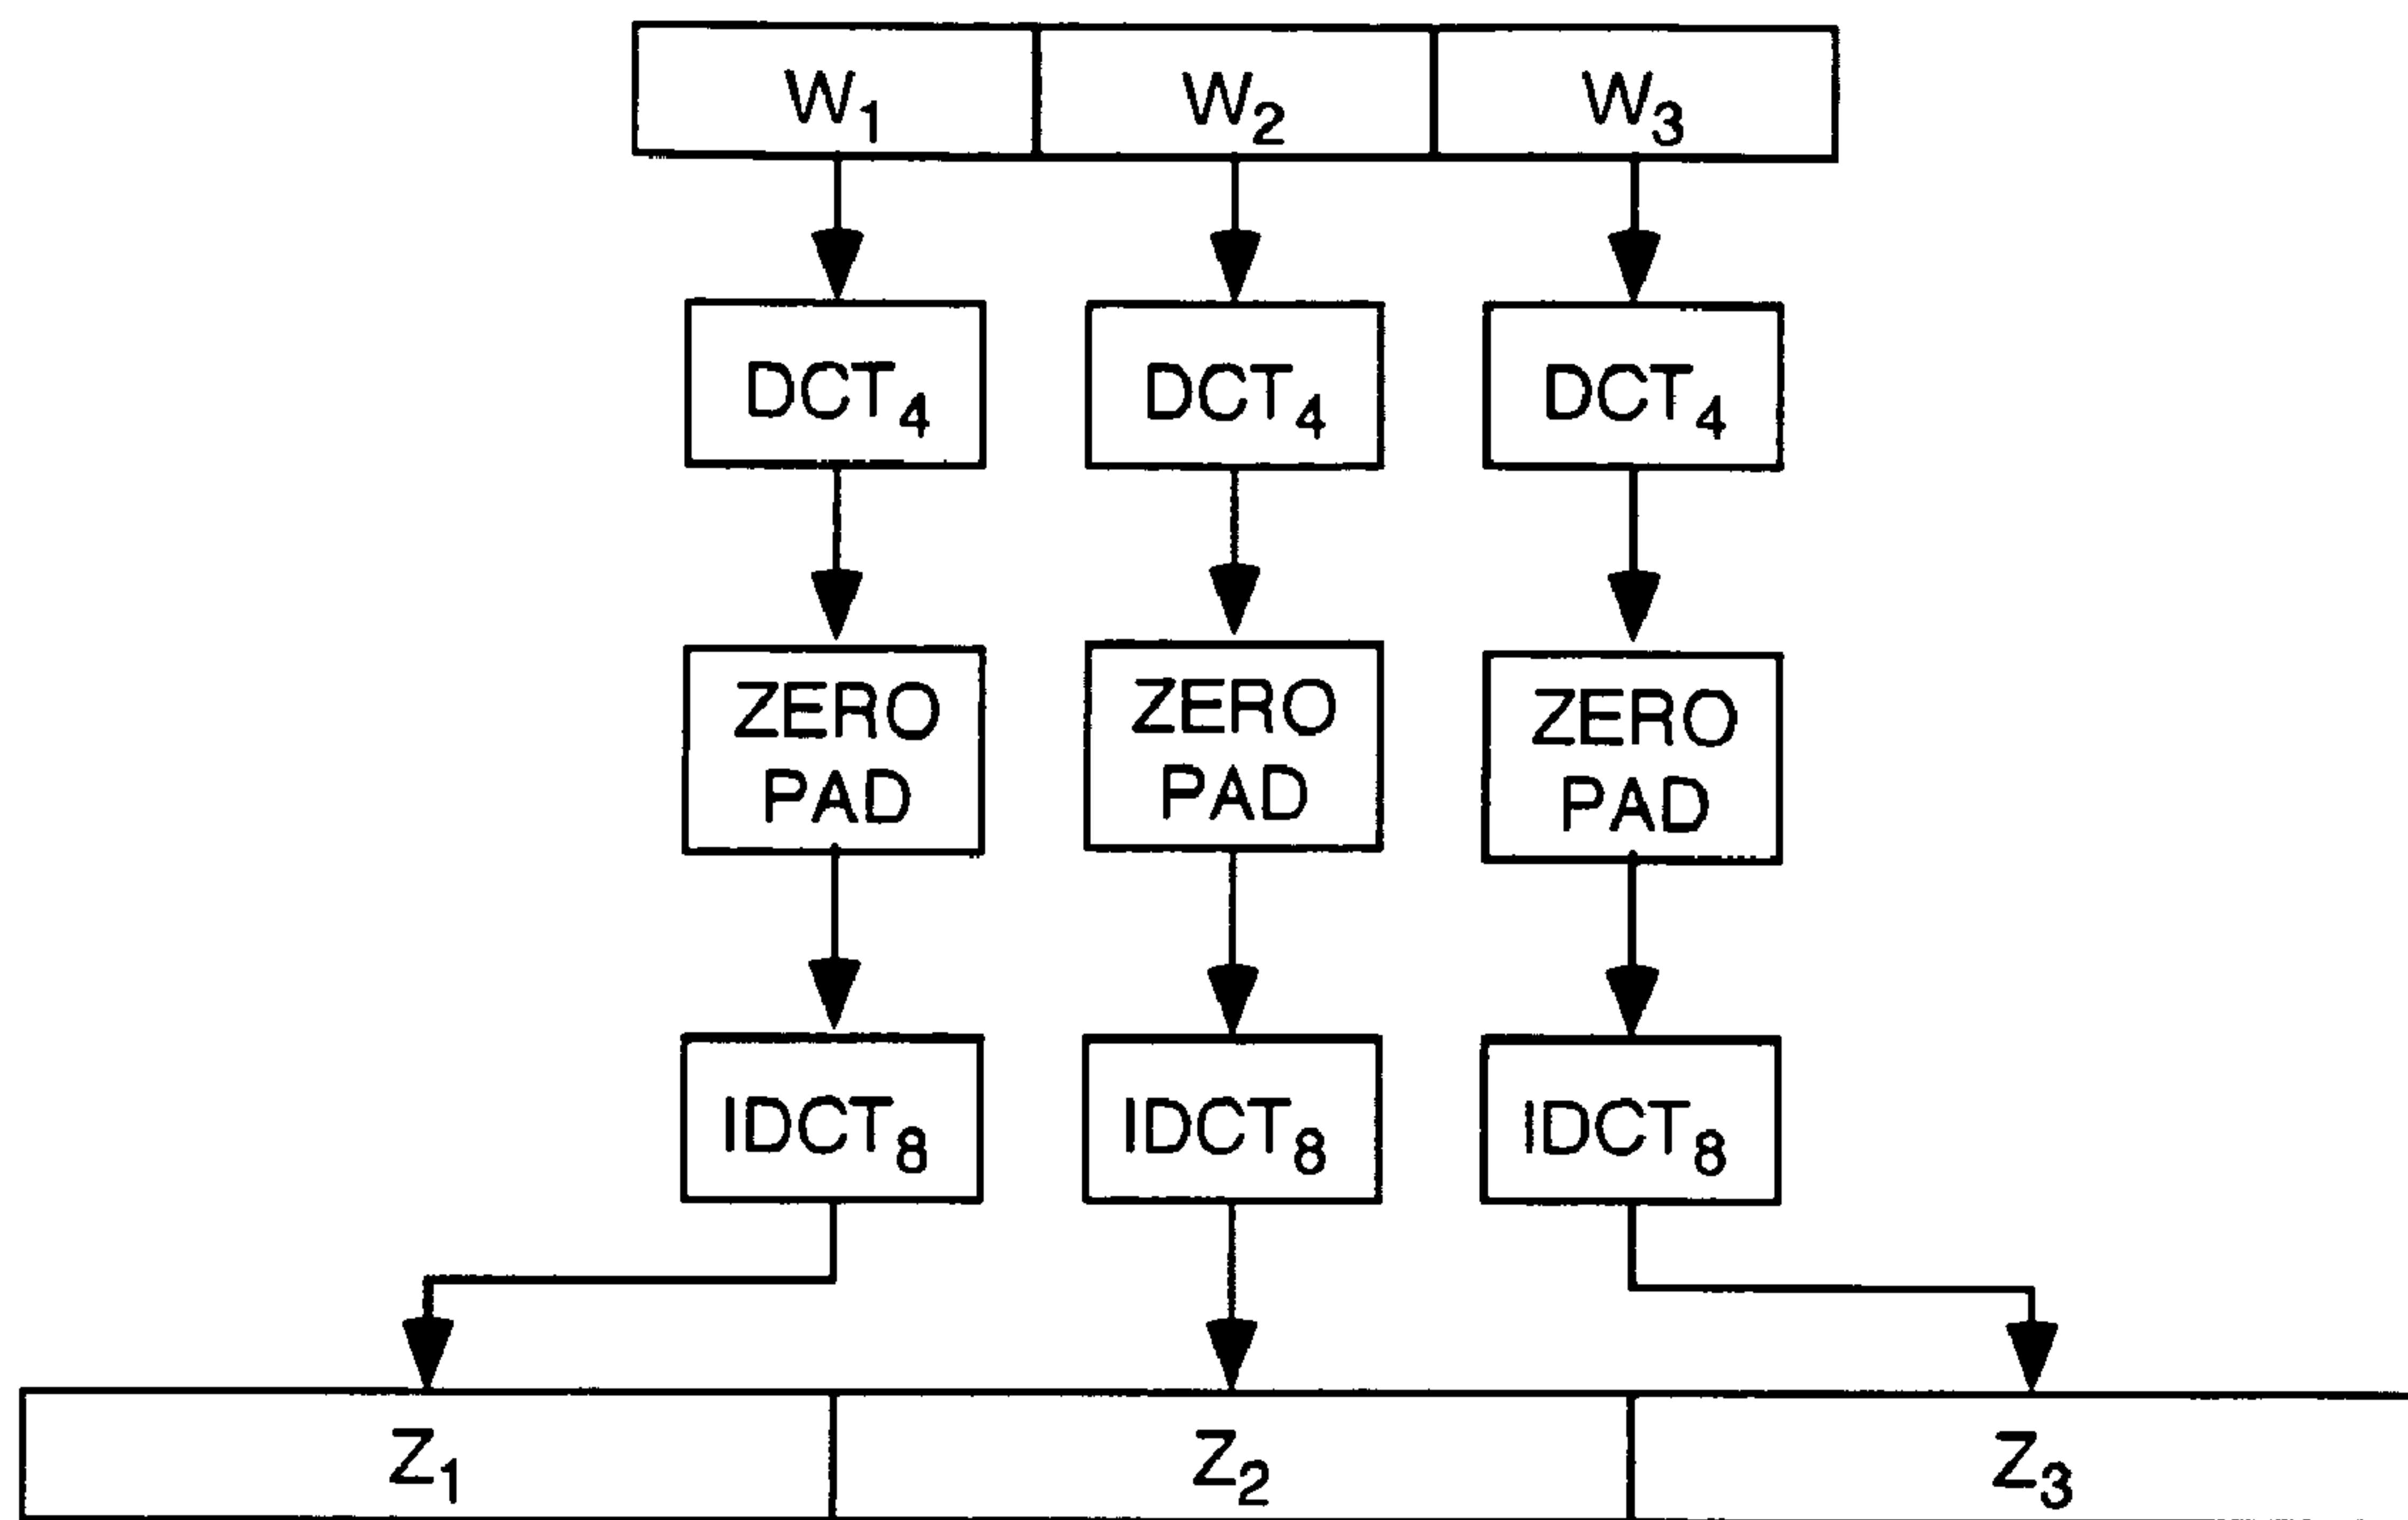 W₁ W₂ W₃
DCT₄ DCT₄ DCT₄
ZERO ZERO ZERO
PAD PAD PAD
IDCT₈ IDCT₈ IDCT₈
Z₁ Z₂ Z₃